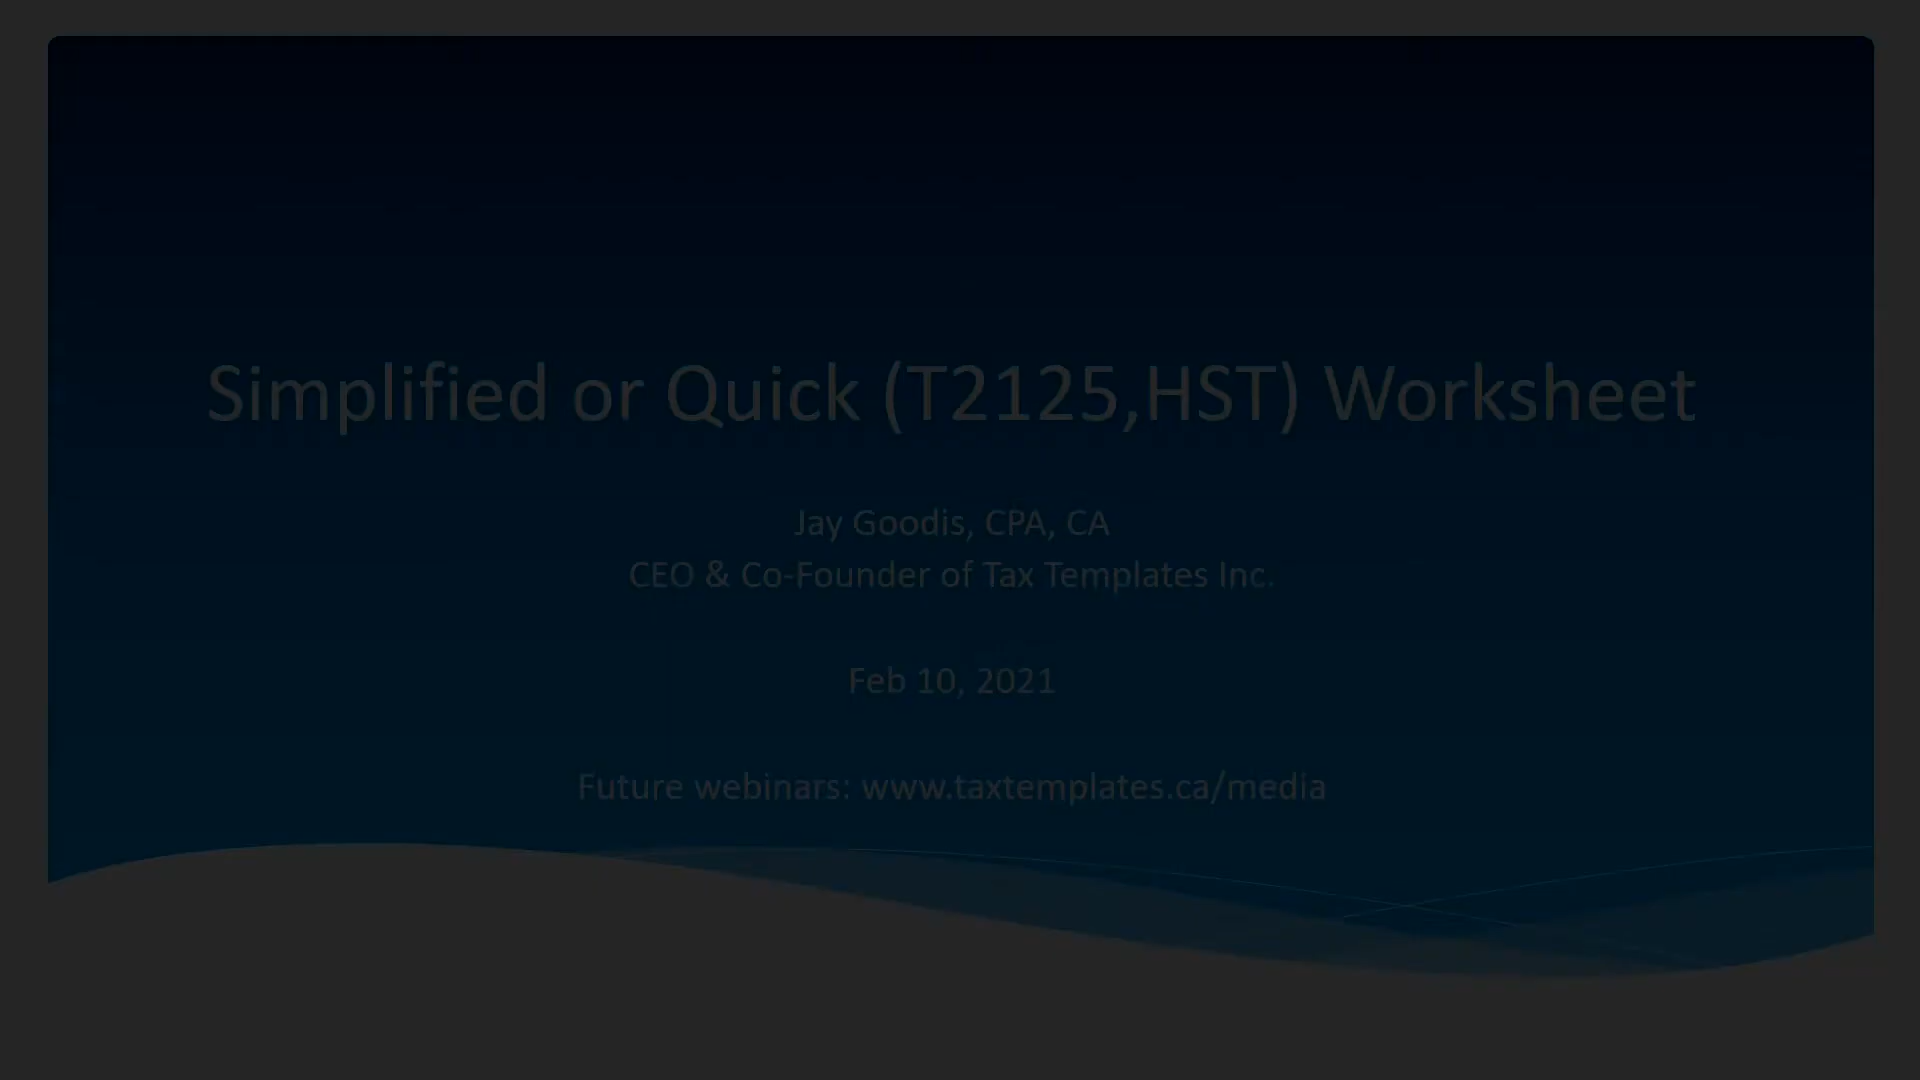 Simplified or Quick (T2125,HST) Worksheet
Jay Goodis, CPA, CA
CEO & Co-Founder of Tax Templates Inc.
Feb 10, 2021
Future webinars: www.taxtemplates.ca/media